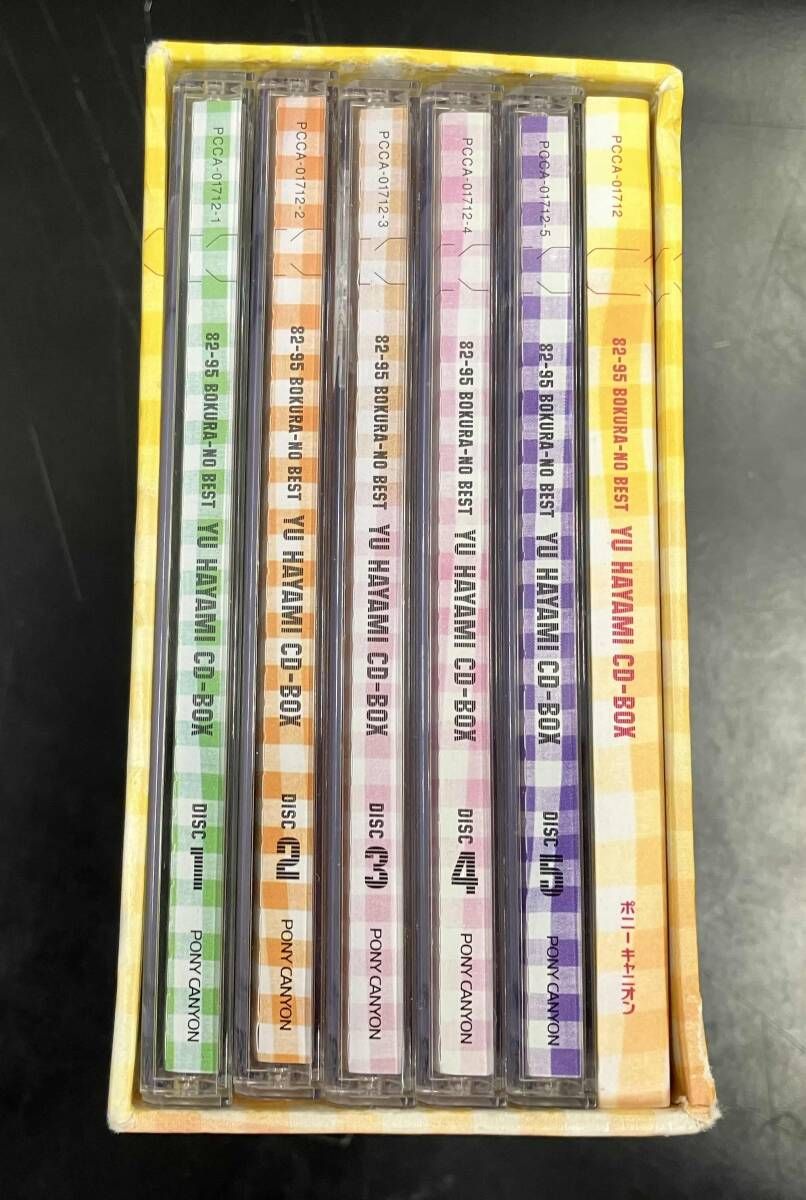 PCCA-01712-1
82-95 BOKURA-NO BEST YU HAYAMI CD-BOX DISC 1 PONY CANYON
PCCA-01712-2
82-95 BOKURA-NO BEST YU HAYAMI CD-BOX DISC 2 PONY CANYON
PCCA-01712-3
82-95 BOKURA-NO BEST YU HAYAMI CD-BOX DISC 3 PONY CANYON
PCCA-01712-4
82-95 BOKURA-NO BEST YU HAYAMI CD-BOX DISC 4 PONY CANYON
PCCA-01712-5
82-95 BOKURA-NO BEST YU HAYAMI CD-BOX DISC 5 PONY CANYON
PCCA-01712
82-95 BOKURA-NO BEST YU HAYAMI CD-BOX ポニーキャニオン